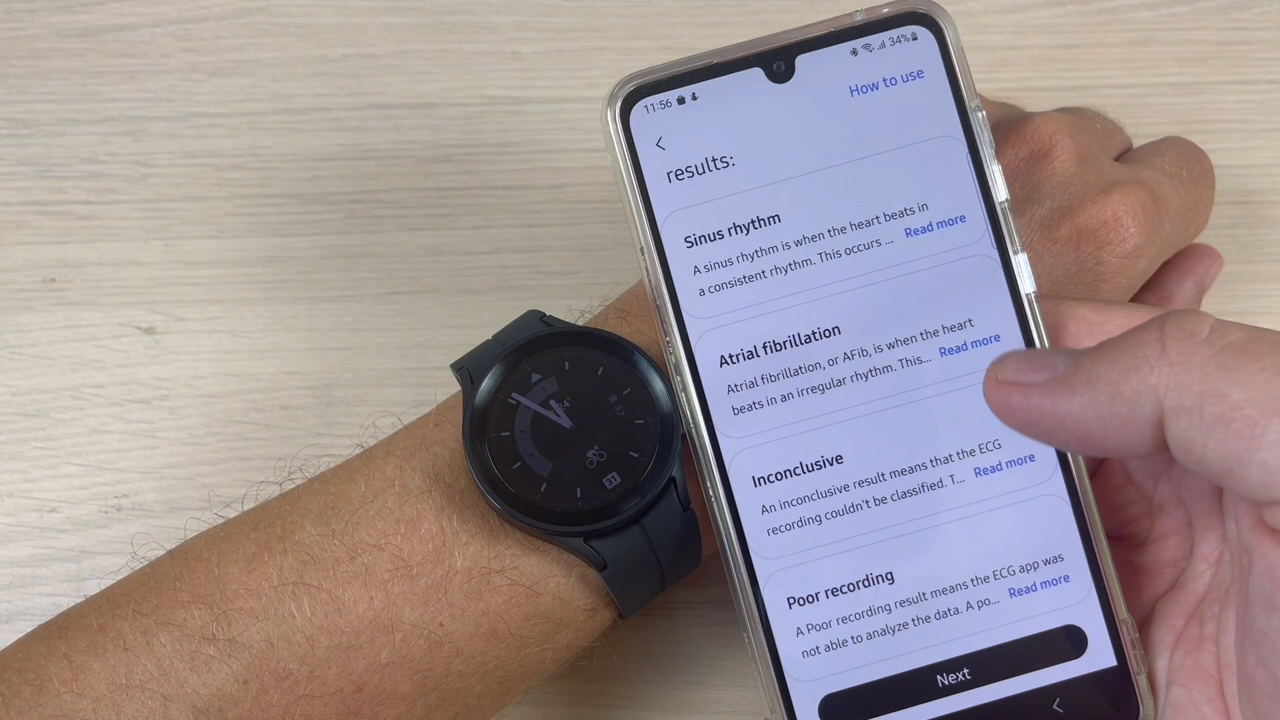 11:56
34%
How to use
results:
Sinus rhythm
A sinus rhythm is when the heart beats in
a consistent rhythm. This occurs ... Read more
Atrial fibrillation
Atrial fibrillation, or AFib, is when the heart
beats in an irregular rhythm. This... Read more
Inconclusive
An inconclusive result means that the ECG
recording couldn't be classified. T... Read more
Poor recording
A Poor recording result means the ECG app was
not able to analyze the data. A po... Read more
Next
31